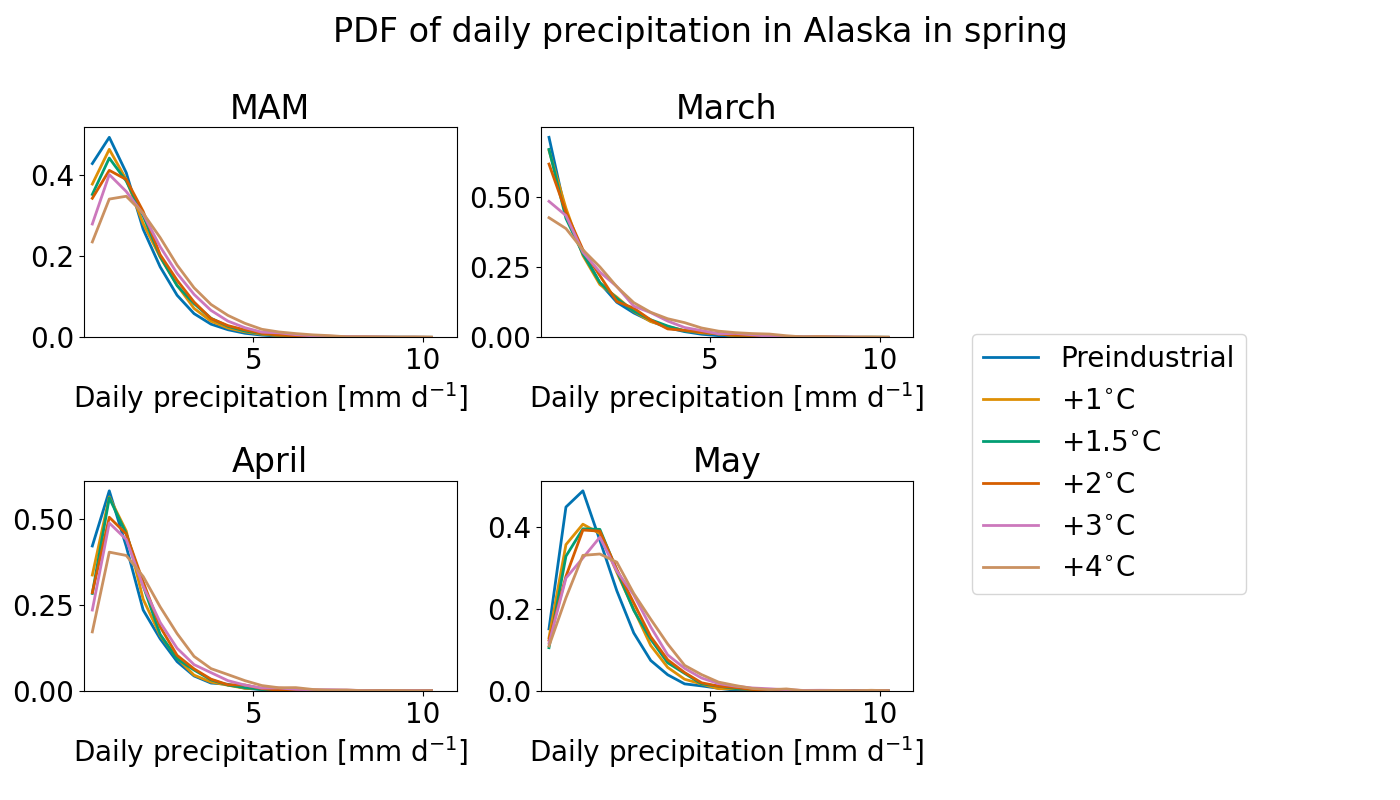 PDF of daily precipitation in Alaska in spring
MAM
0.4
0.2
0.0
5
10
Daily precipitation [mm d⁻¹]
March
0.50
0.25
0.00
5
10
Daily precipitation [mm d⁻¹]
April
0.50
0.25
0.00
5
10
Daily precipitation [mm d⁻¹]
May
0.4
0.2
0.0
5
10
Daily precipitation [mm d⁻¹]
Preindustrial
+1°C
+1.5°C
+2°C
+3°C
+4°C